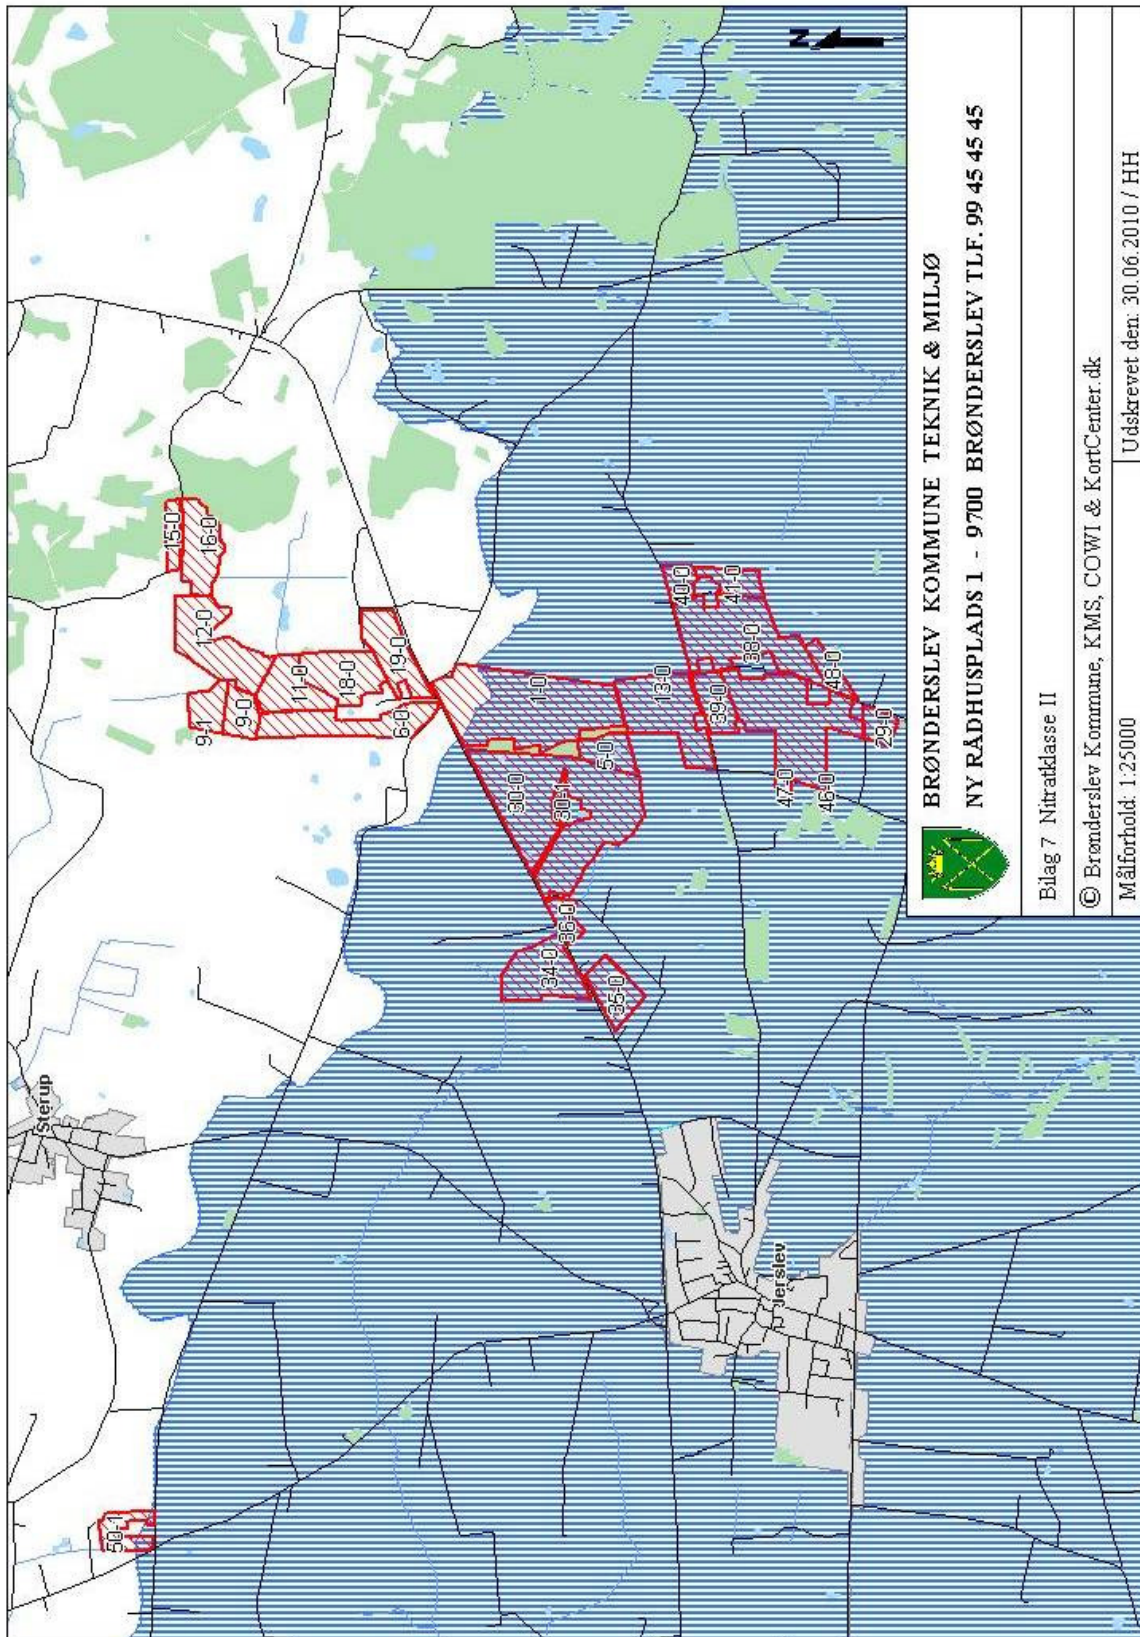 Sterup
50-1
15-0
9-1
12-0
16-0
9-0
11-0
18-0
6-0
19-0
30-0
1-0
34-0
30-1
36-0
5-0
35-0
13-0
40-0
39-0
41-0
38-0
Jerslev
47-0
N
46-0
48-0
29-0
BRØNDERSLEV KOMMUNE TEKNIK & MILJØ
NY RÅDHUSPLADS 1 - 9700 BRØNDERSLEV TLF. 99 45 45 45
Bilag 7 Nitratklasse II
© Brønderslev Kommune, KMS, COWI & KortCenter.dk
Målforhold: 1:25000
Udskrevet den: 30.06.2010 / HH